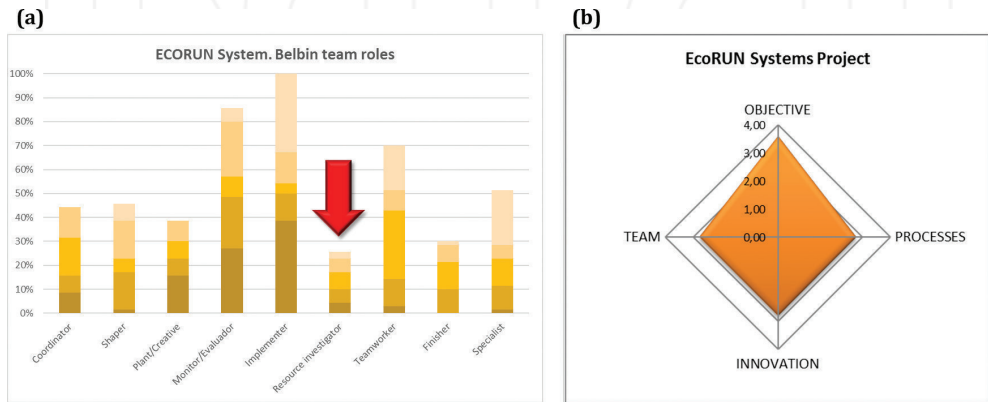 (a)
ECORUN System. Belbin team roles
100%
90%
80%
70%
60%
50%
40%
30%
20%
10%
0%
Coordinator
Shaper
Plant/Creative
Monitor/Evaluador
Implementer
Resource investigator
Teamworker
Finisher
Specialist
(b)
EcoRUN Systems Project
OBJECTIVE
4,00
3,00
2,00
1,00
0,00
TEAM
PROCESSES
INNOVATION